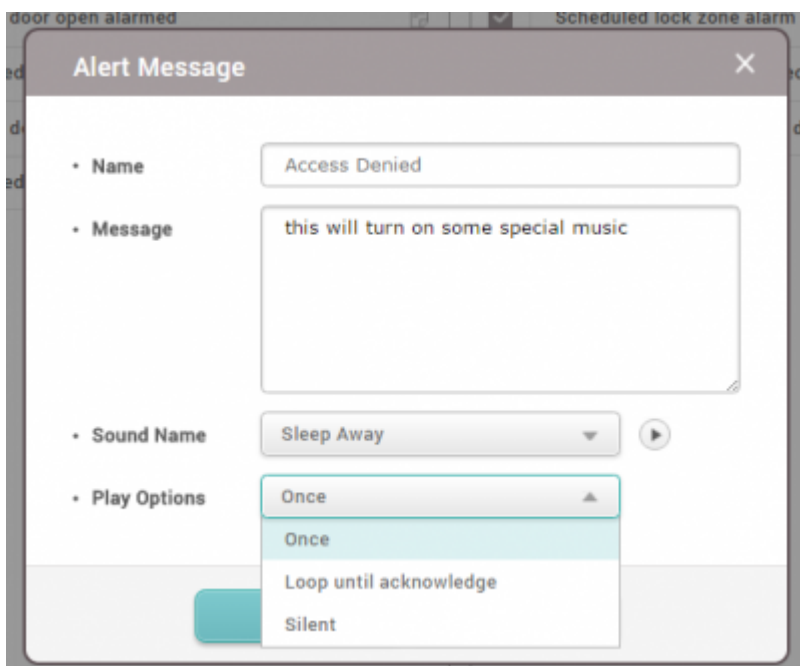 door open alarmed
Scheduled lock zone alarm
Alert Message
Name
Access Denied
Message
this will turn on some special music
Sound Name
Sleep Away
Play Options
Once
Once
Loop until acknowledge
Silent